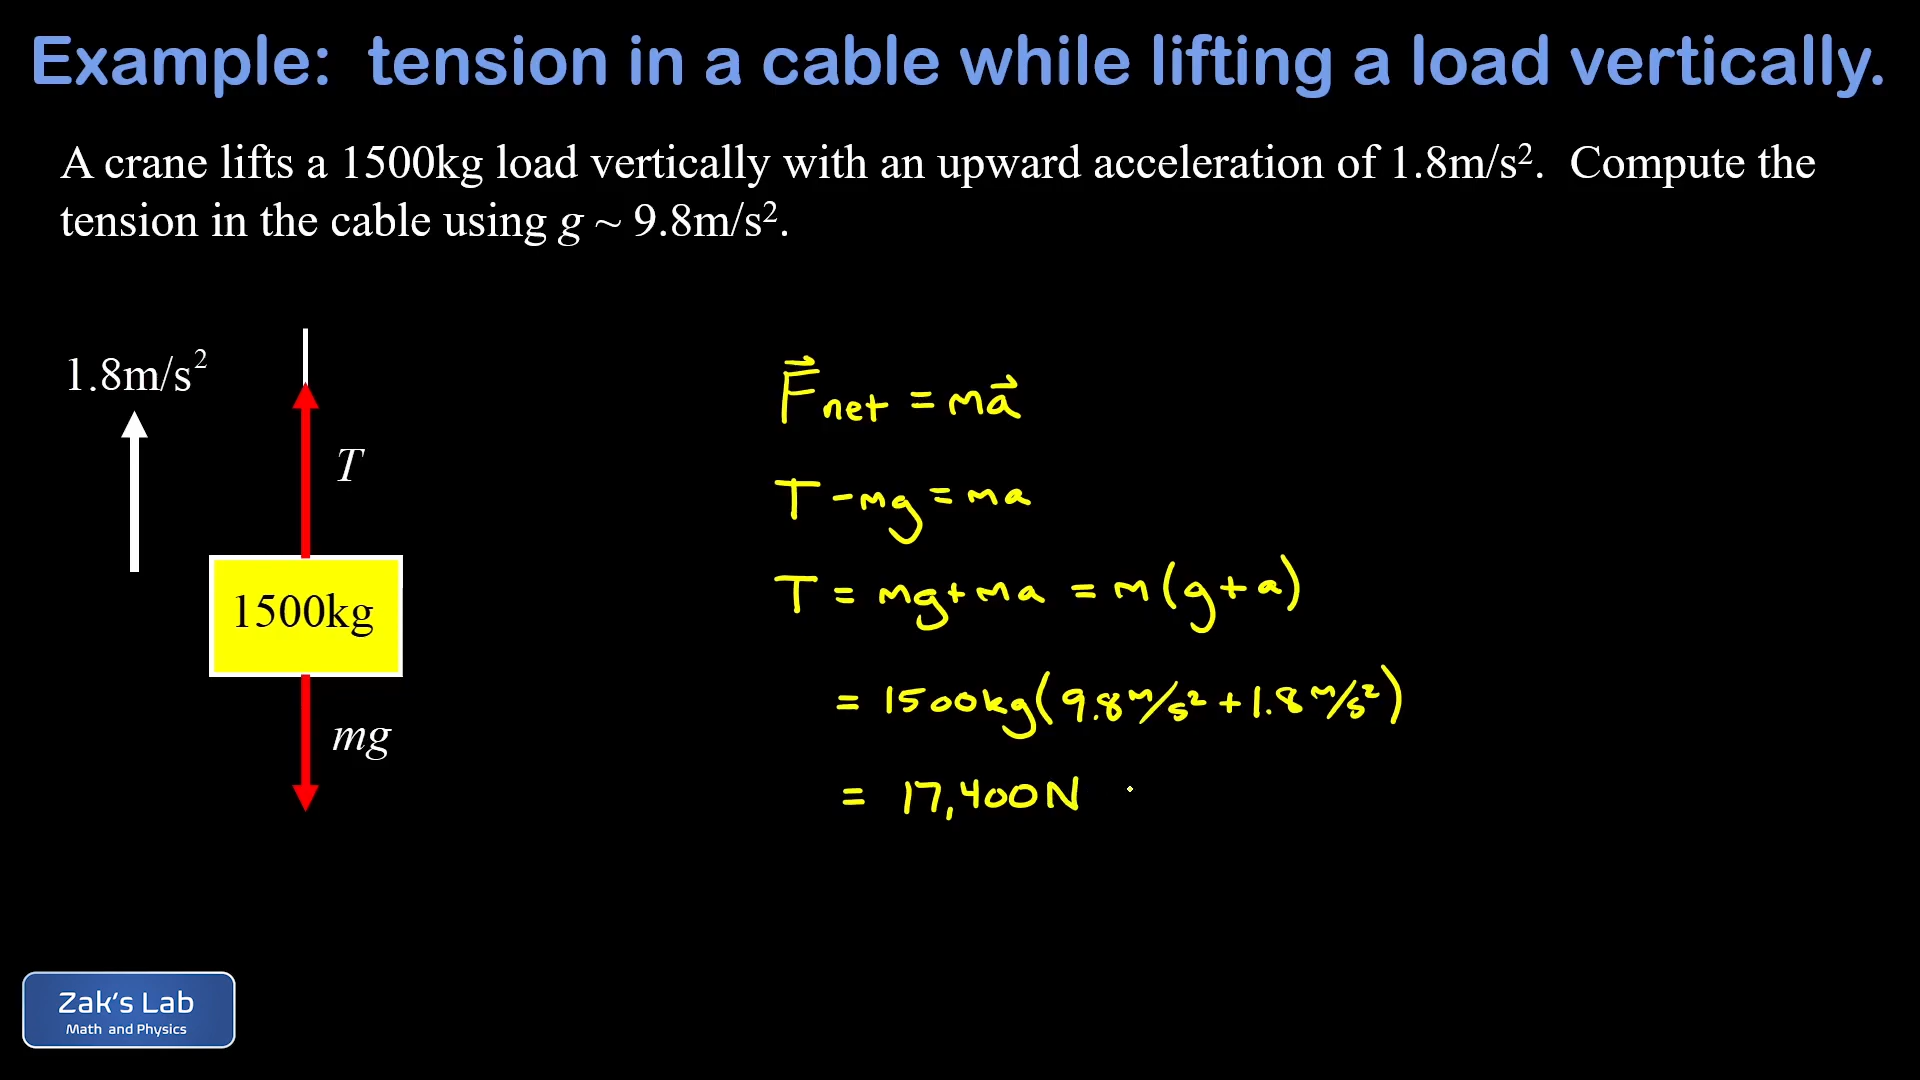 Example: tension in a cable while lifting a load vertically.
A crane lifts a 1500kg load vertically with an upward acceleration of 1.8m/s². Compute the
tension in the cable using g ~ 9.8m/s².
1.8m/s²
T
1500kg
mg
F⃗net = ma⃗
T - mg = ma
T = mg + ma = m(g + a)
= 1500kg(9.8m/s² + 1.8m/s²)
= 17,400N
Zak's Lab
Math and Physics